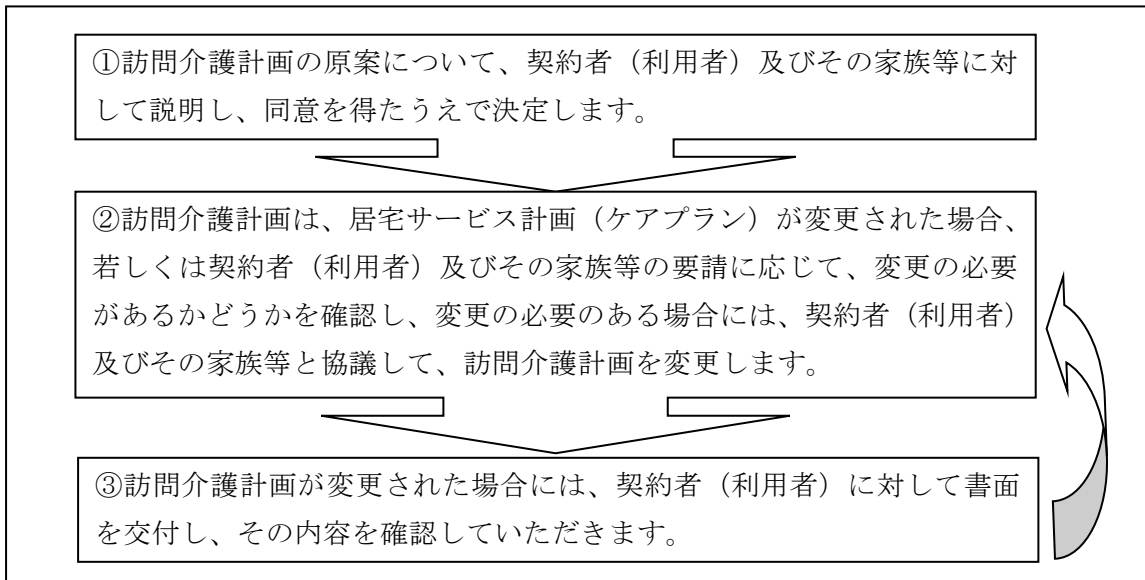 ①訪問介護計画の原案について、契約者（利用者）及びその家族等に対
して説明し、同意を得たうえで決定します。
②訪問介護計画は、居宅サービス計画（ケアプラン）が変更された場合、
若しくは契約者（利用者）及びその家族等の要請に応じて、変更の必要
があるかどうかを確認し、変更の必要のある場合には、契約者（利用者）
及びその家族等と協議して、訪問介護計画を変更します。
③訪問介護計画が変更された場合には、契約者（利用者）に対して書面
を交付し、その内容を確認していただきます。